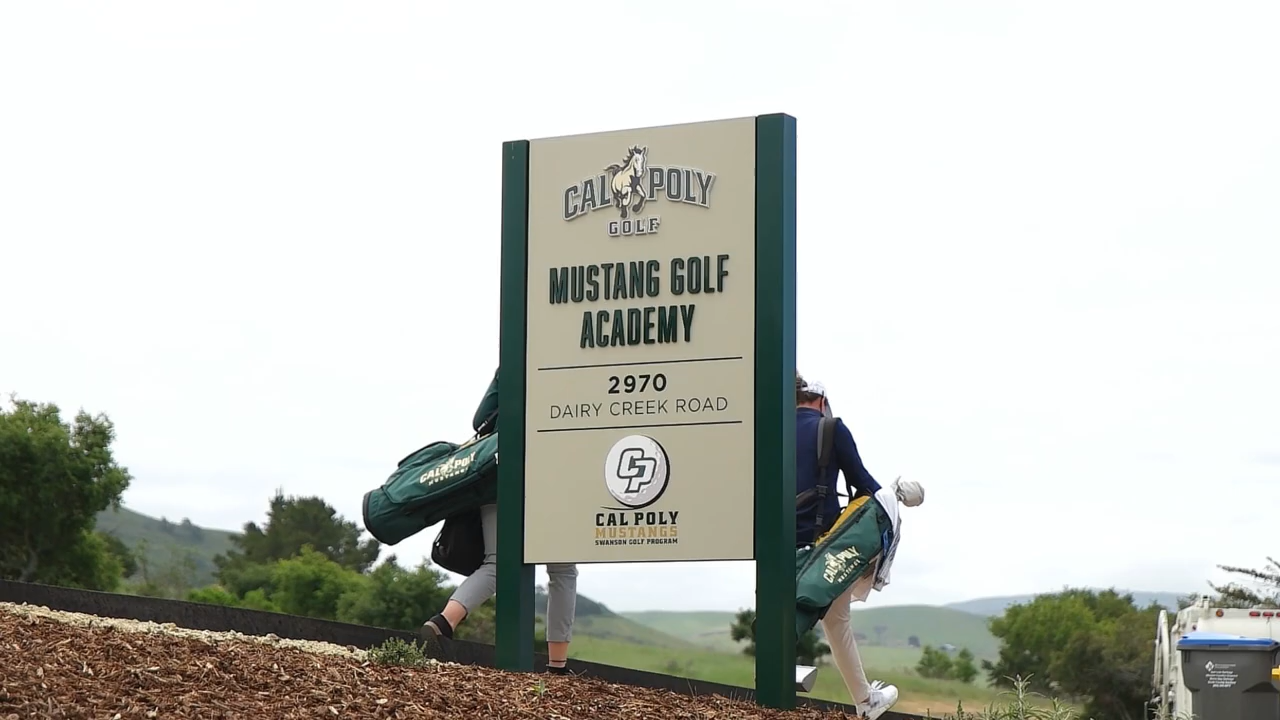 CAL POLY
GOLF
MUSTANG GOLF
ACADEMY
2970
DAIRY CREEK ROAD
CP
CAL POLY
MUSTANGS
SWANSON GOLF PROGRAM
CAL POLY
MUSTANGS
CAL POLY